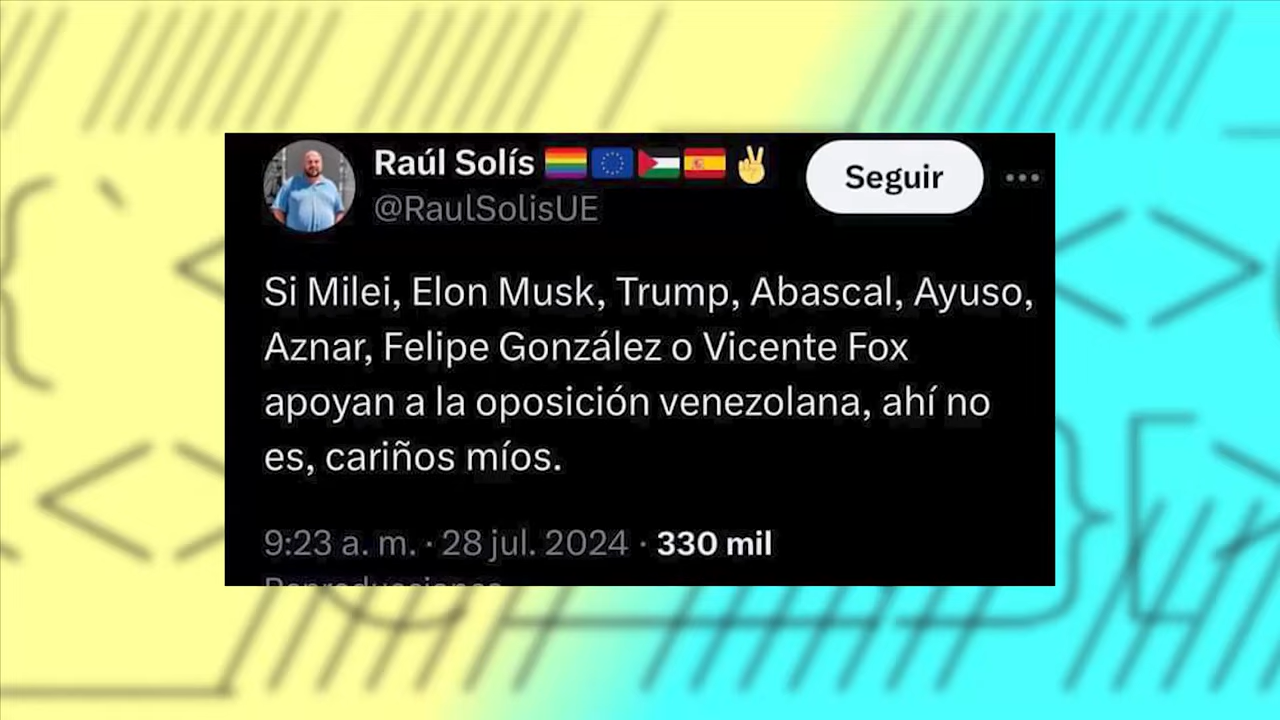 Raúl Solís
Seguir
@RaulSolisUE
Si Milei, Elon Musk, Trump, Abascal, Ayuso,
Aznar, Felipe González o Vicente Fox
apoyan a la oposición venezolana, ahí no
es, cariños míos.
9:23 a. m. · 28 jul. 2024 · 330 mil
Reproducciones